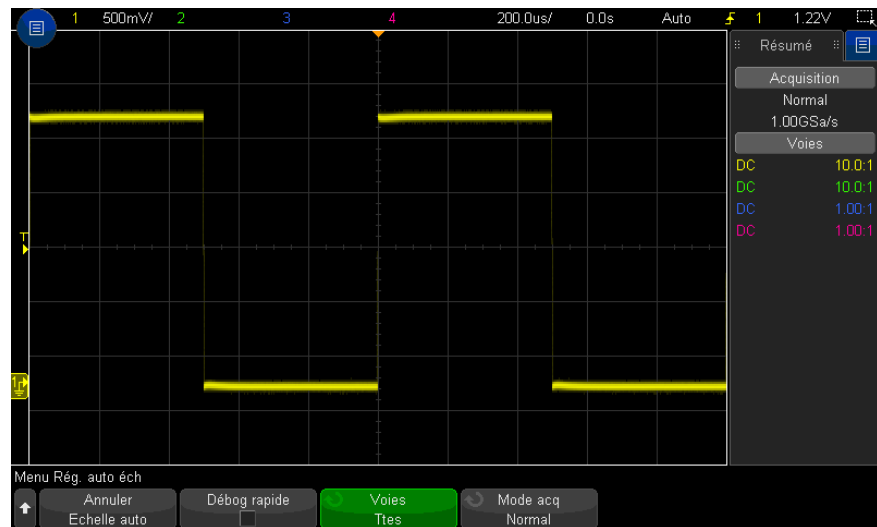 1 500mV/ 2 3 4 200.0us/ 0.0s Auto 1 1.22V
Résumé
Acquisition
Normal
1.00GSa/s
Voies
DC 10.0:1
DC 10.0:1
DC 1.00:1
DC 1.00:1
T
1
Menu Rég. auto éch
Annuler
Echelle auto
Débog rapide
Voies
Ttes
Mode acq
Normal